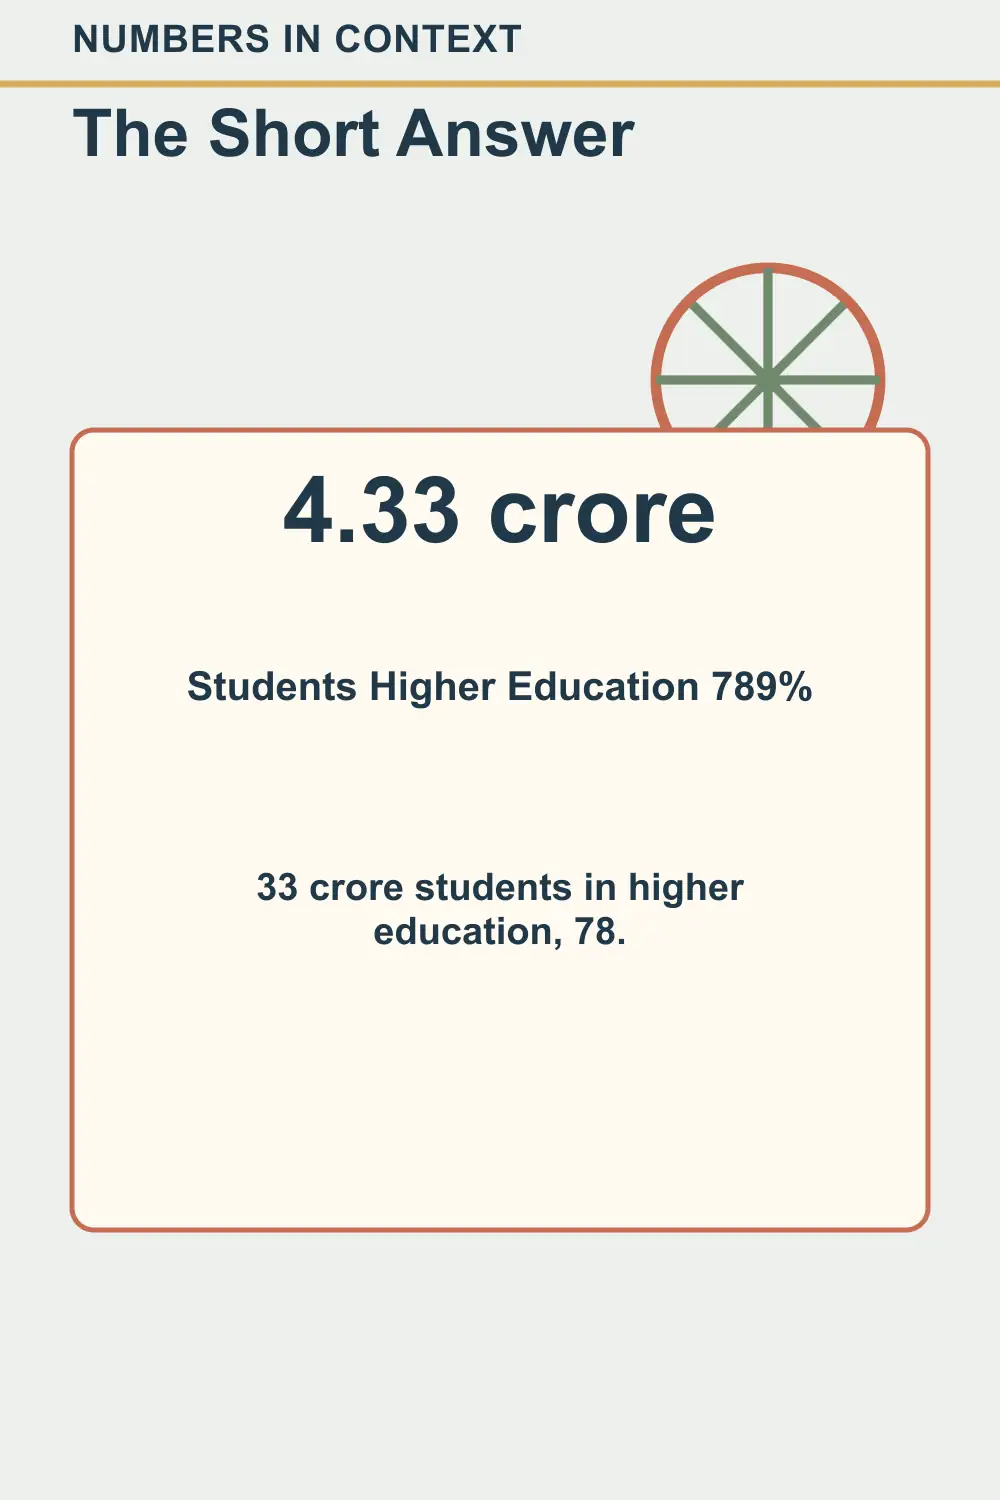 NUMBERS IN CONTEXT
The Short Answer
4.33 crore
Students Higher Education 789%
33 crore students in higher
education, 78.